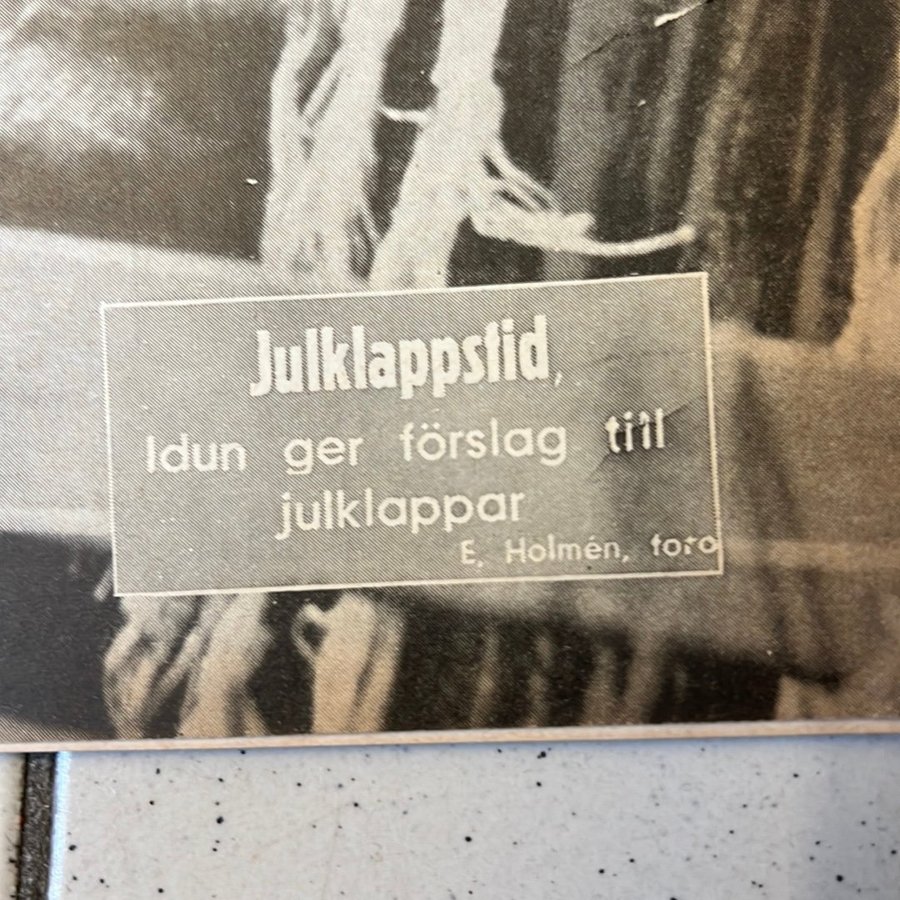 Julklappstid,
Idun ger förslag till
julklappar
E, Holmén, foto